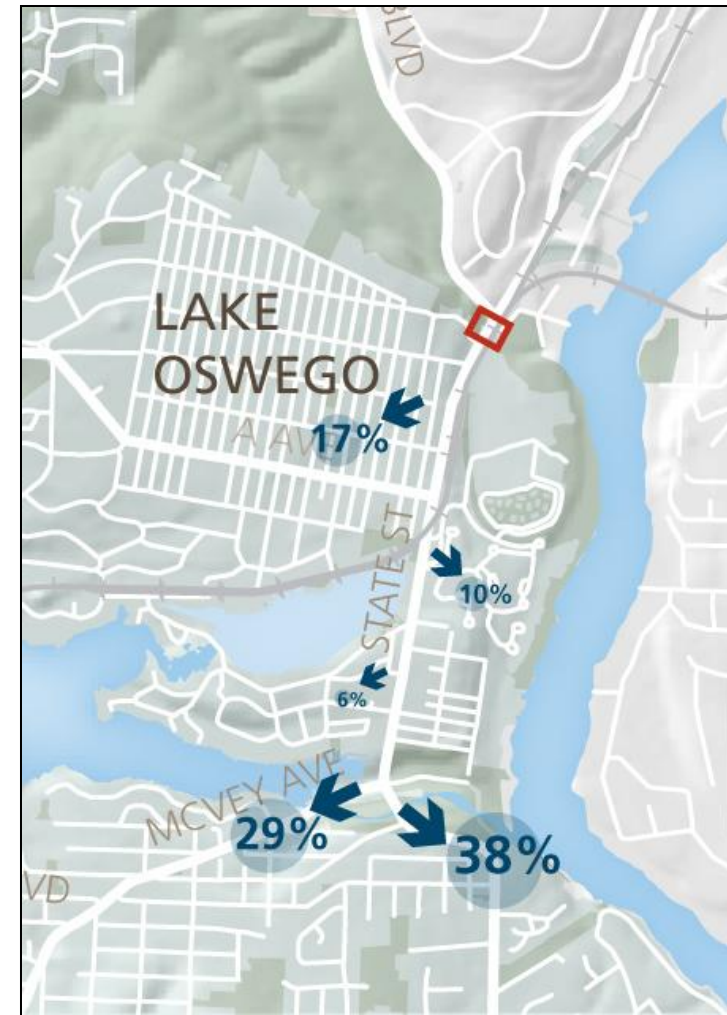 BLVD
LAKE
OSWEGO
A AVE
17%
STATE ST
10%
6%
MCVEY AVE
29%
38%
VD